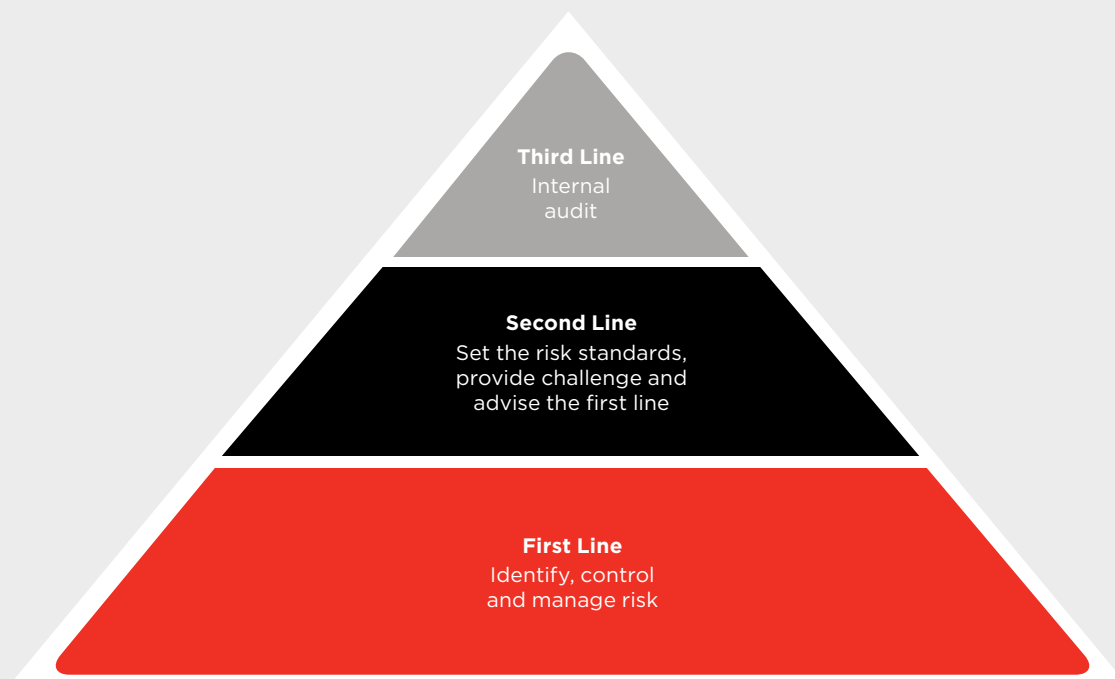 Third Line
Internal
audit
Second Line
Set the risk standards,
provide challenge and
advise the first line
First Line
Identify, control
and manage risk